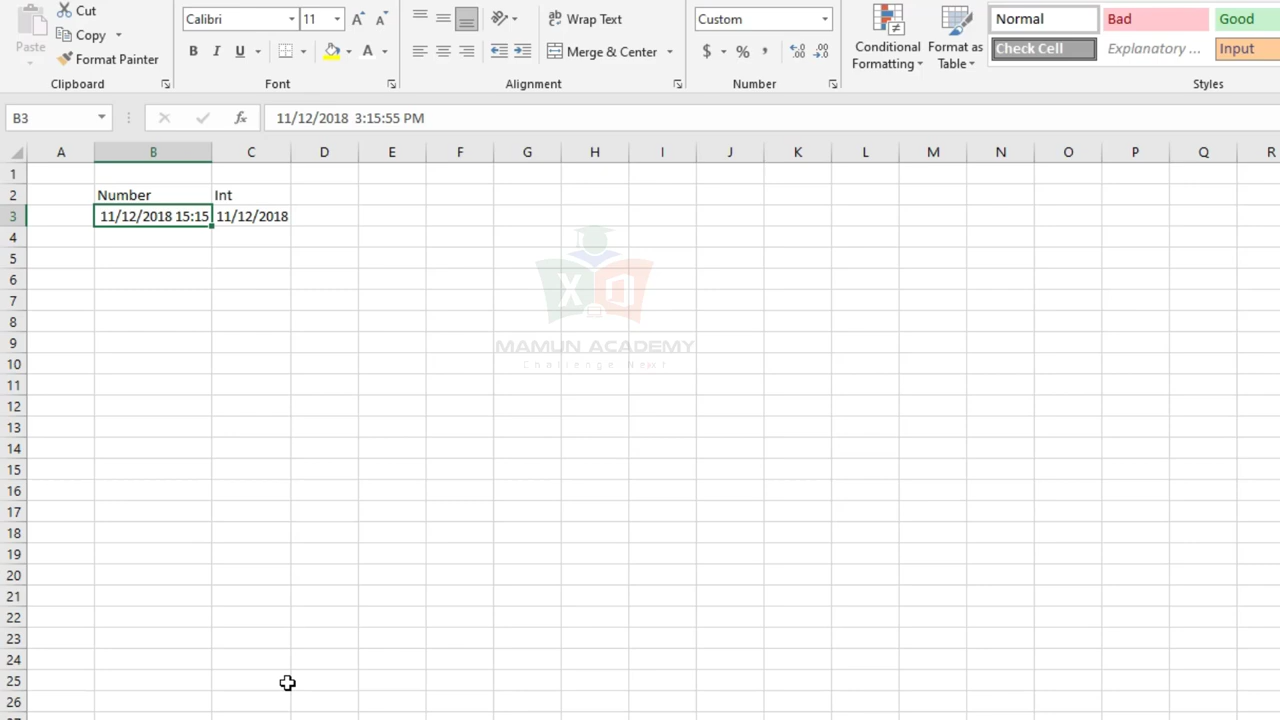 Cut
Copy
Format Painter
Paste
Clipboard
Calibri 11
B I U
Font
Wrap Text
Merge & Center
Alignment
Custom
$ % ,
Number
Conditional Formatting
Format as Table
Normal Bad Good
Check Cell Explanatory ... Input
Styles
B3 fx 11/12/2018 3:15:55 PM
A B C D E F G H I J K L M N O P Q R
1
2 Number Int
3 11/12/2018 15:15 11/12/2018
4
5
6
7
8
9
MAMUN ACADEMY
10
Challenge Next
11
12
13
14
15
16
17
18
19
20
21
22
23
24
25
26